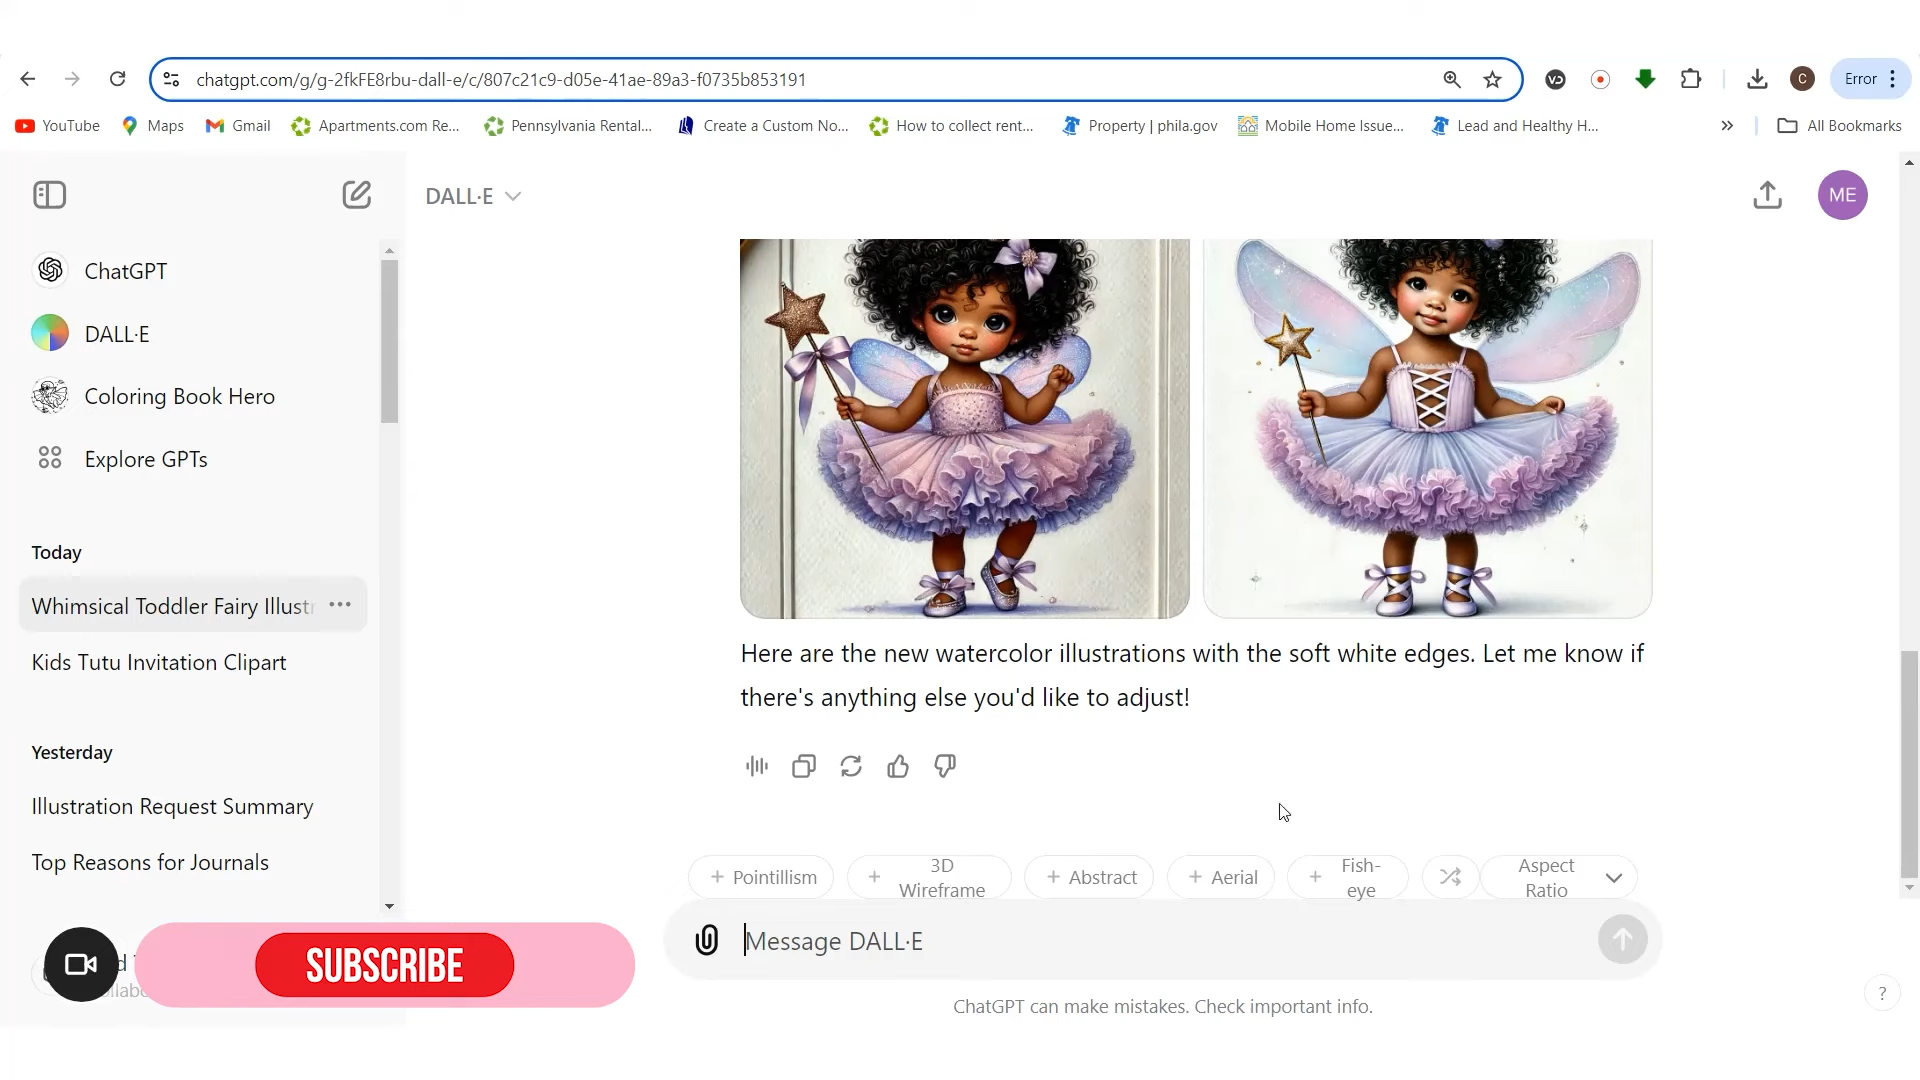 chatgpt.com/g/g-2fkFE8rbu-dall-e/c/807c21c9-d05e-41ae-89a3-f0735b853191
VD
C
Error
YouTube
Maps
Gmail
Apartments.com Re...
Pennsylvania Rental...
Create a Custom No...
How to collect rent...
Property | phila.gov
Mobile Home Issue...
Lead and Healthy H...
All Bookmarks
DALL·E
ME
ChatGPT
DALL·E
Coloring Book Hero
Explore GPTs
Today
Whimsical Toddler Fairy Illustr
Kids Tutu Invitation Clipart
Yesterday
Illustration Request Summary
Top Reasons for Journals
SUBSCRIBE
Here are the new watercolor illustrations with the soft white edges. Let me know if
there's anything else you'd like to adjust!
Pointillism
3D
Wireframe
Abstract
Aerial
Fish-
eye
Aspect
Ratio
Message DALL·E
ChatGPT can make mistakes. Check important info.
?